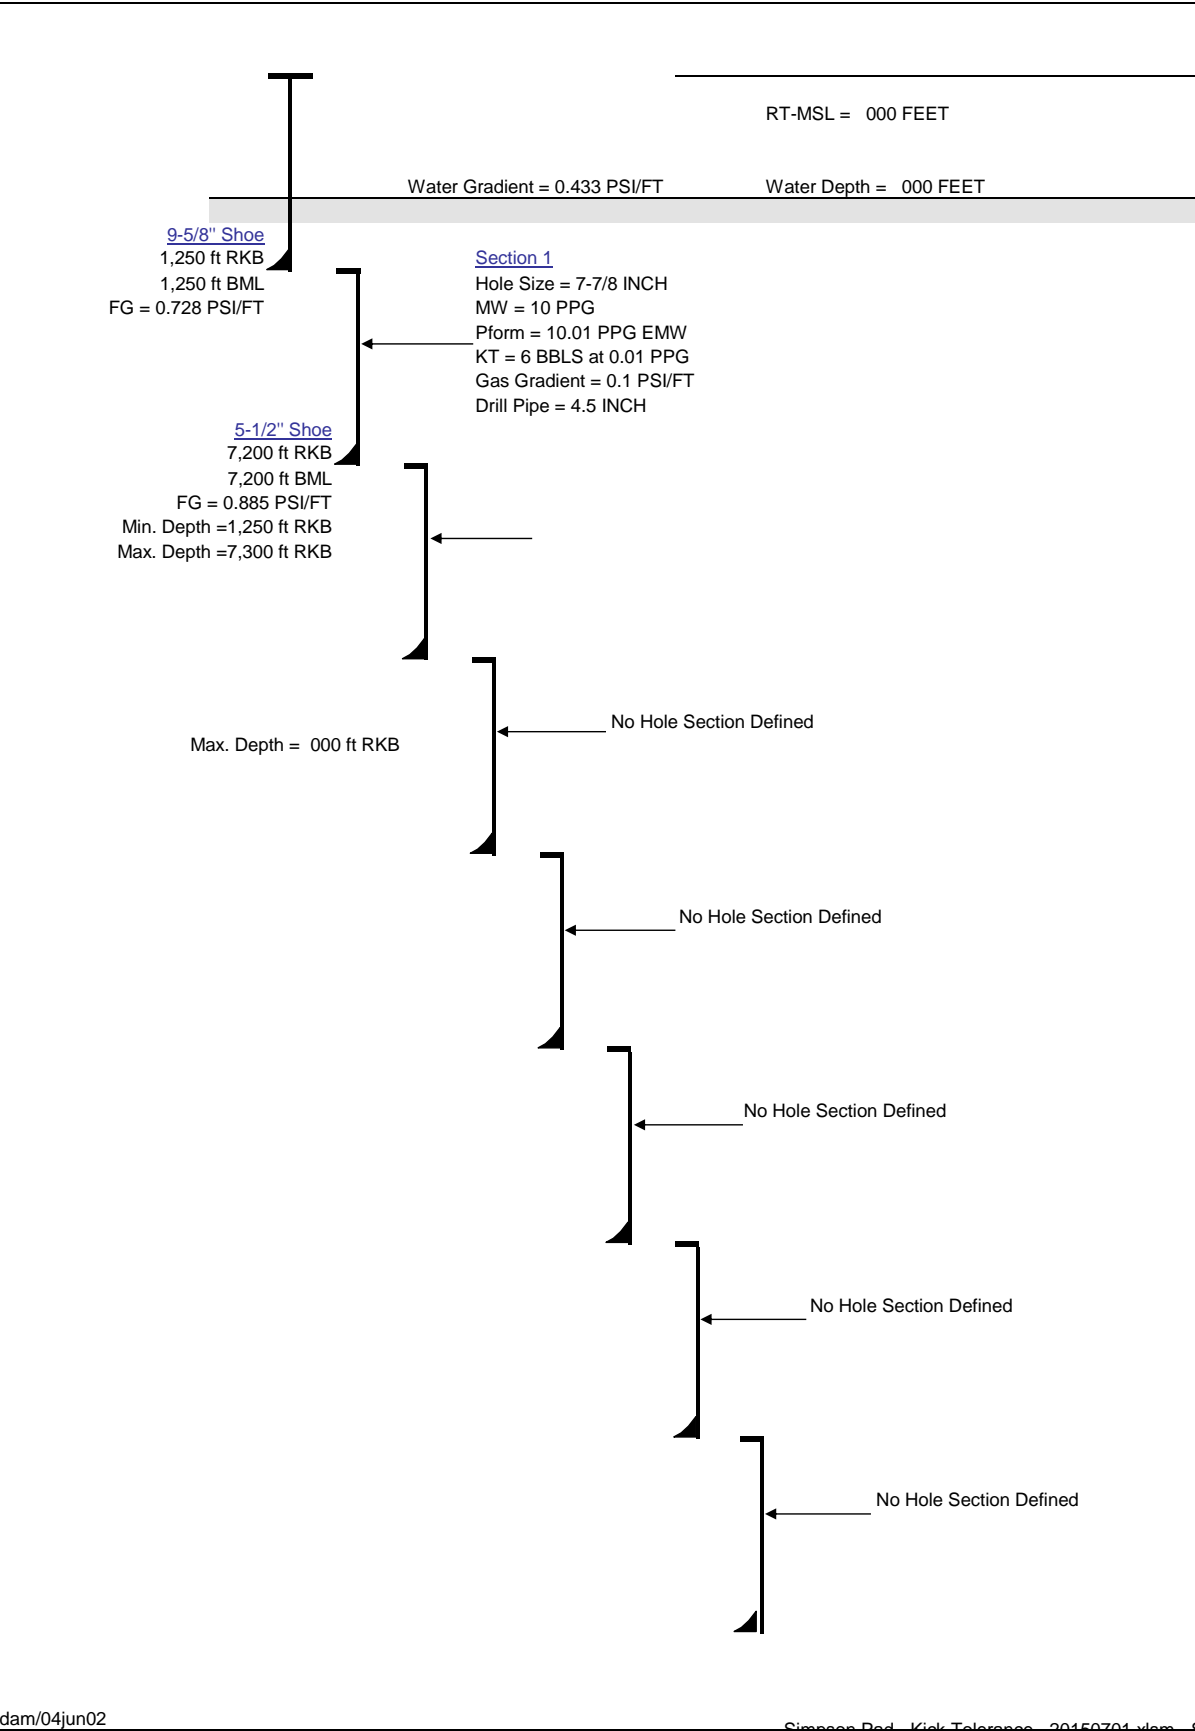 RT-MSL = 000 FEET
Water Gradient = 0.433 PSI/FT
Water Depth = 000 FEET
9-5/8" Shoe
1,250 ft RKB
1,250 ft BML
FG = 0.728 PSI/FT
Section 1
Hole Size = 7-7/8 INCH
MW = 10 PPG
Pform = 10.01 PPG EMW
KT = 6 BBLS at 0.01 PPG
Gas Gradient = 0.1 PSI/FT
Drill Pipe = 4.5 INCH
5-1/2" Shoe
7,200 ft RKB
7,200 ft BML
FG = 0.885 PSI/FT
Min. Depth =1,250 ft RKB
Max. Depth =7,300 ft RKB
No Hole Section Defined
Max. Depth = 000 ft RKB
No Hole Section Defined
No Hole Section Defined
No Hole Section Defined
No Hole Section Defined
dam/04jun02
Simpson Pad - Kick Tolerance - 20150701.xlsm